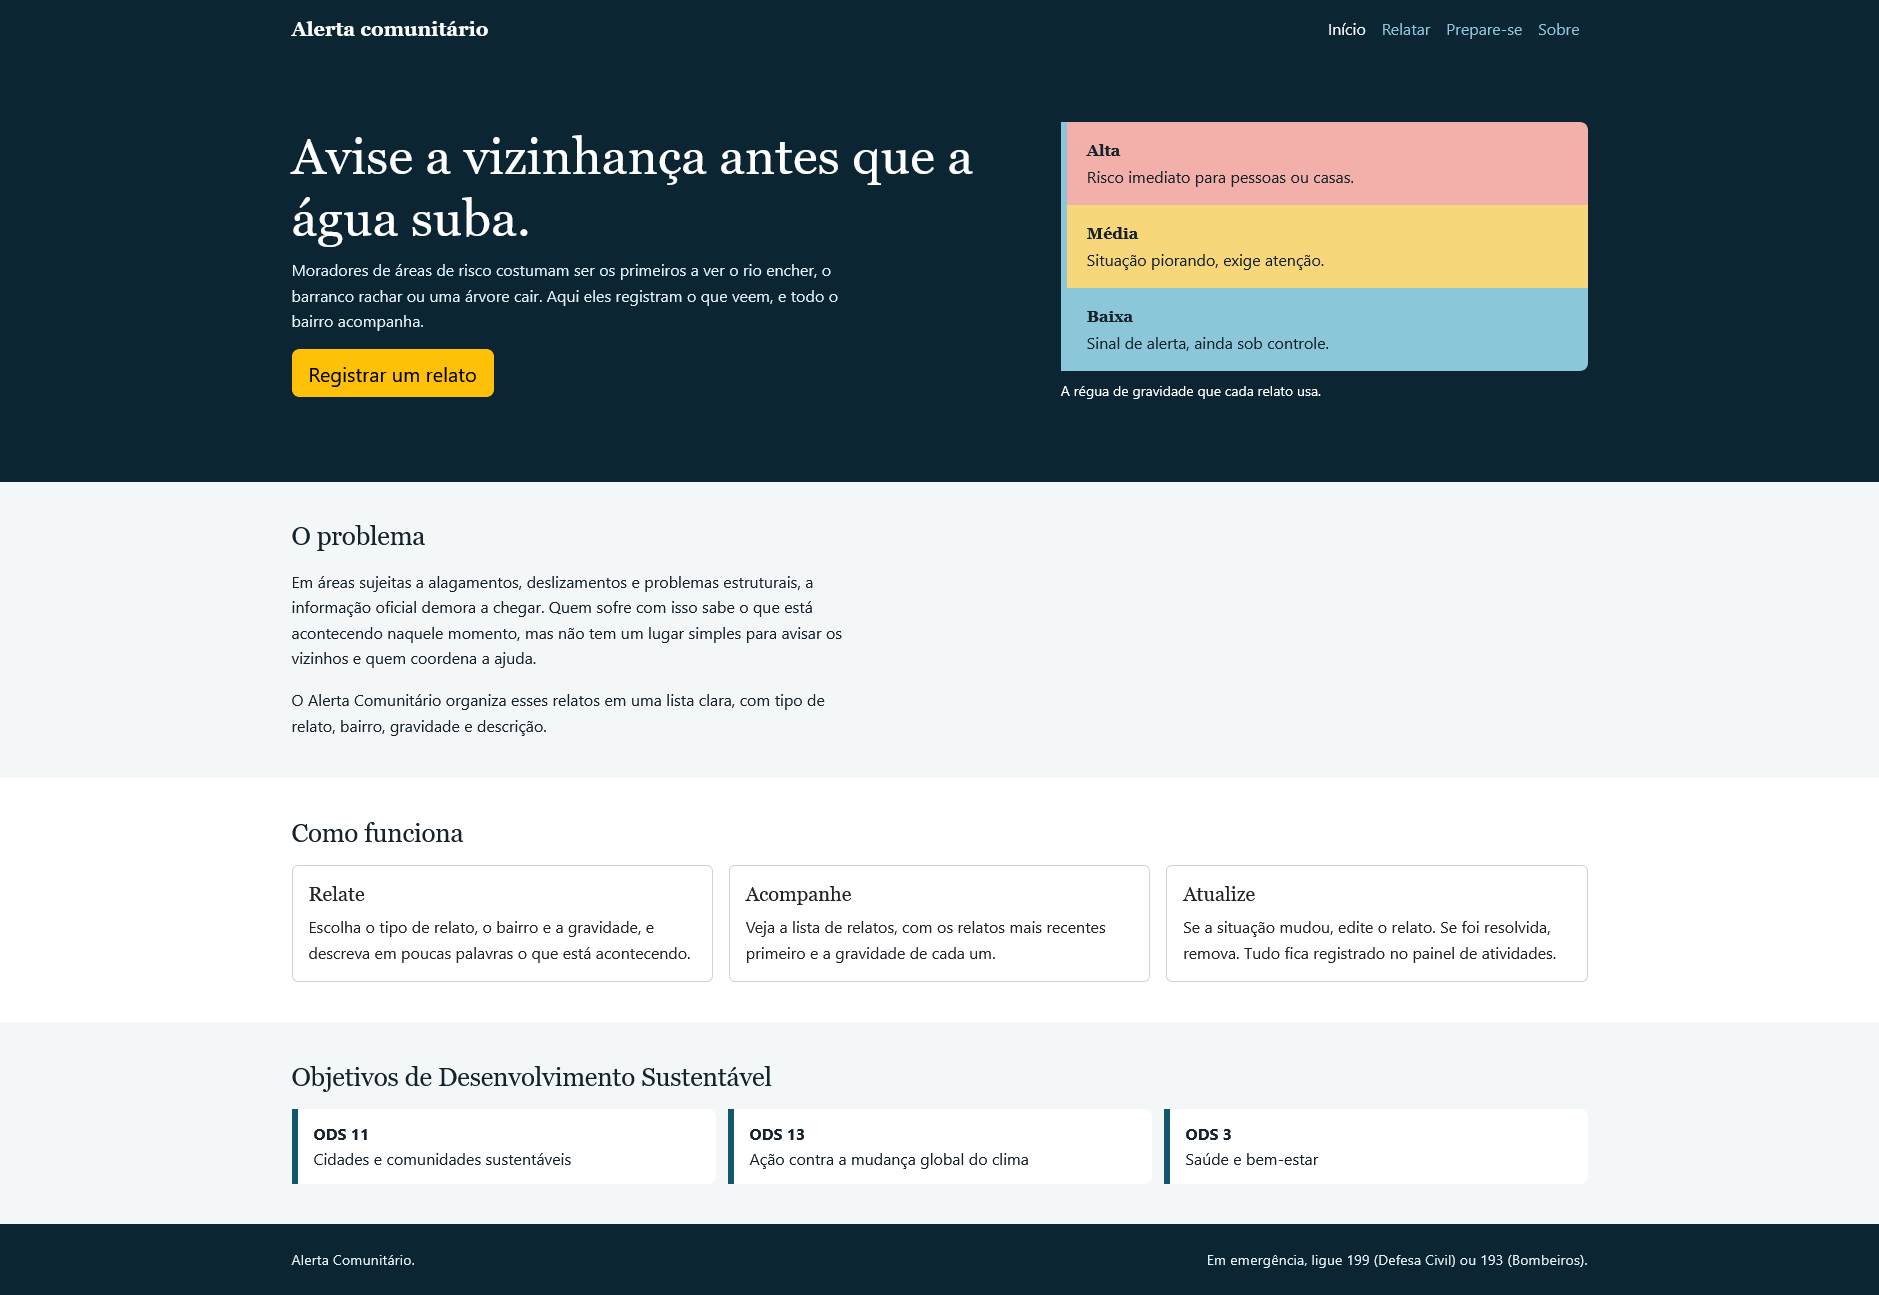 Alerta comunitário
Início Relatar Prepare-se Sobre
Avise a vizinhança antes que a
água suba.
Moradores de áreas de risco costumam ser os primeiros a ver o rio encher, o
barranco rachar ou uma árvore cair. Aqui eles registram o que veem, e todo o
bairro acompanha.
Registrar um relato
Alta
Risco imediato para pessoas ou casas.
Média
Situação piorando, exige atenção.
Baixa
Sinal de alerta, ainda sob controle.
A régua de gravidade que cada relato usa.
O problema
Em áreas sujeitas a alagamentos, deslizamentos e problemas estruturais, a
informação oficial demora a chegar. Quem sofre com isso sabe o que está
acontecendo naquele momento, mas não tem um lugar simples para avisar os
vizinhos e quem coordena a ajuda.
O Alerta Comunitário organiza esses relatos em uma lista clara, com tipo de
relato, bairro, gravidade e descrição.
Como funciona
Relate
Escolha o tipo de relato, o bairro e a gravidade, e
descreva em poucas palavras o que está acontecendo.
Acompanhe
Veja a lista de relatos, com os relatos mais recentes
primeiro e a gravidade de cada um.
Atualize
Se a situação mudou, edite o relato. Se foi resolvida,
remova. Tudo fica registrado no painel de atividades.
Objetivos de Desenvolvimento Sustentável
ODS 11
Cidades e comunidades sustentáveis
ODS 13
Ação contra a mudança global do clima
ODS 3
Saúde e bem-estar
Alerta Comunitário.
Em emergência, ligue 199 (Defesa Civil) ou 193 (Bombeiros).